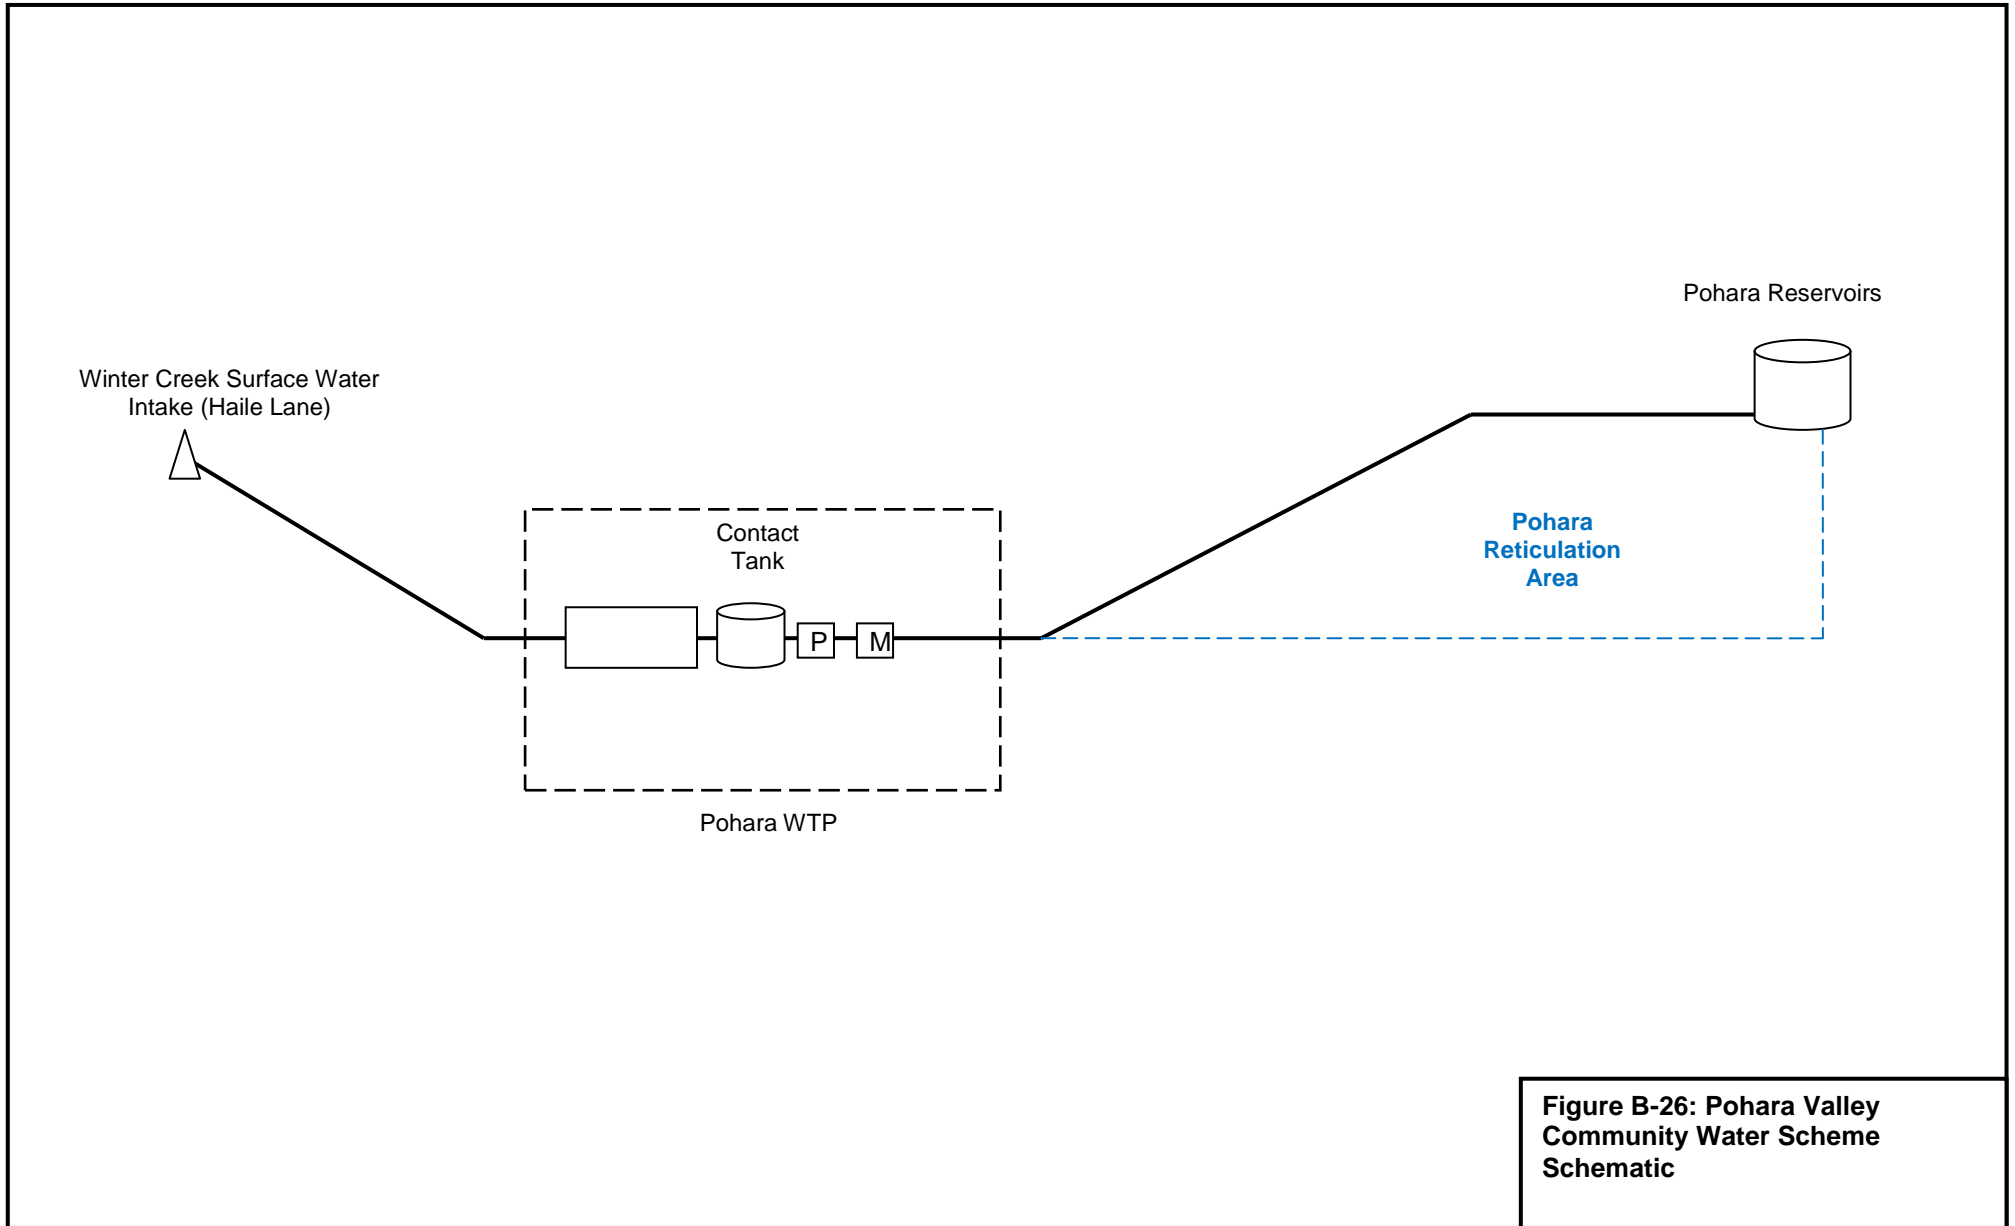 Pohara Reservoirs
Winter Creek Surface Water
Intake (Haile Lane)
Contact
Tank
Pohara
Reticulation
Area
P
M
Pohara WTP
Figure B-26: Pohara Valley
Community Water Scheme
Schematic